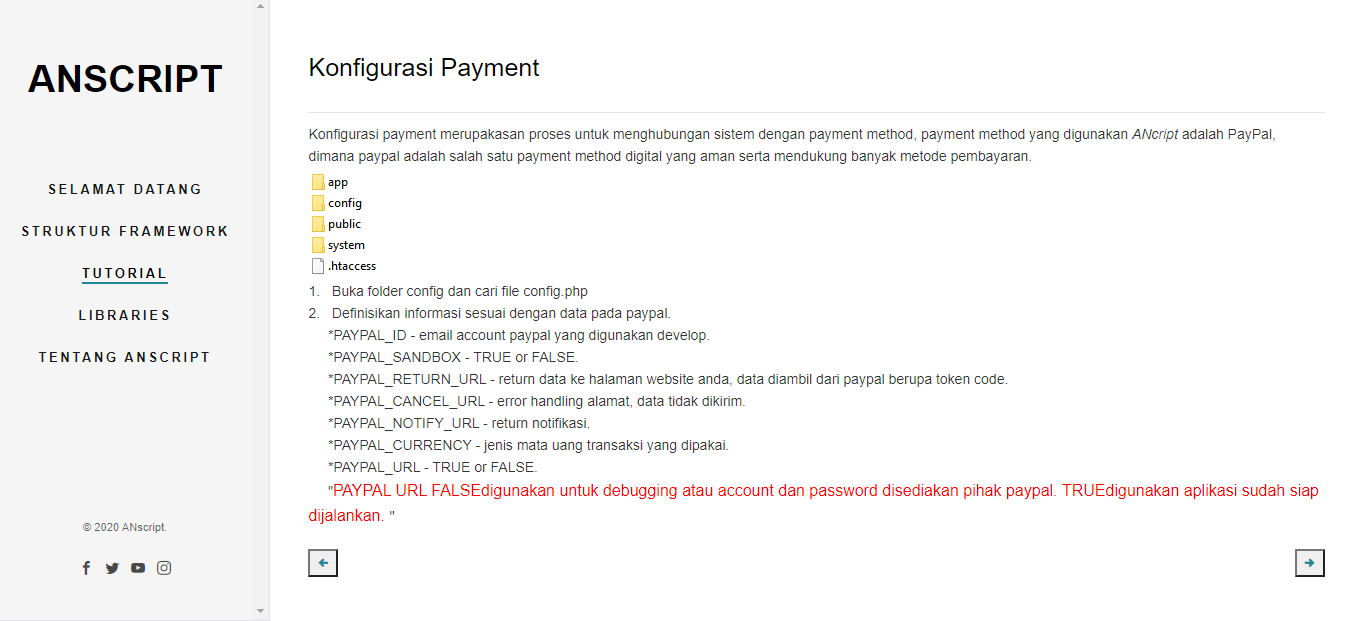 ANSCRIPT
SELAMAT DATANG
STRUKTUR FRAMEWORK
TUTORIAL
LIBRARIES
TENTANG ANSCRIPT
© 2020 ANscript.
Konfigurasi Payment
Konfigurasi payment merupakasan proses untuk menghubungan sistem dengan payment method, payment method yang digunakan ANcript adalah PayPal,
dimana paypal adalah salah satu payment method digital yang aman serta mendukung banyak metode pembayaran.
app
config
public
system
.htaccess
1. Buka folder config dan cari file config.php
2. Definisikan informasi sesuai dengan data pada paypal.
*PAYPAL_ID - email account paypal yang digunakan develop.
*PAYPAL_SANDBOX - TRUE or FALSE.
*PAYPAL_RETURN_URL - return data ke halaman website anda, data diambil dari paypal berupa token code.
*PAYPAL_CANCEL_URL - error handling alamat, data tidak dikirim.
*PAYPAL_NOTIFY_URL - return notifikasi.
*PAYPAL_CURRENCY - jenis mata uang transaksi yang dipakai.
*PAYPAL_URL - TRUE or FALSE.
"PAYPAL URL FALSEdigunakan untuk debugging atau account dan password disediakan pihak paypal. TRUEdigunakan aplikasi sudah siap
dijalankan. "